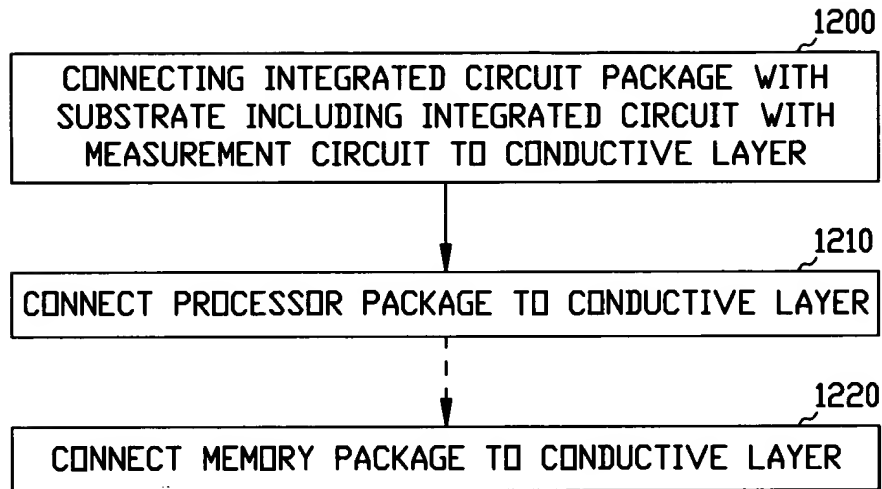 1200
CONNECTING INTEGRATED CIRCUIT PACKAGE WITH
SUBSTRATE INCLUDING INTEGRATED CIRCUIT WITH
MEASUREMENT CIRCUIT TO CONDUCTIVE LAYER
1210
CONNECT PROCESSOR PACKAGE TO CONDUCTIVE LAYER
1220
CONNECT MEMORY PACKAGE TO CONDUCTIVE LAYER